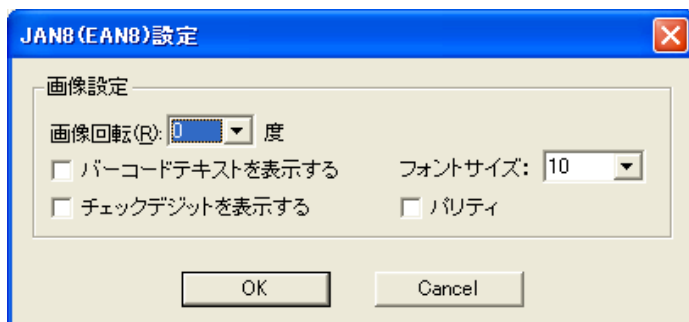 JAN8(EAN8)設定
画像設定
画像回転(R): 0 度
バーコードテキストを表示する フォントサイズ: 10
チェックデジットを表示する パリティ
OK Cancel